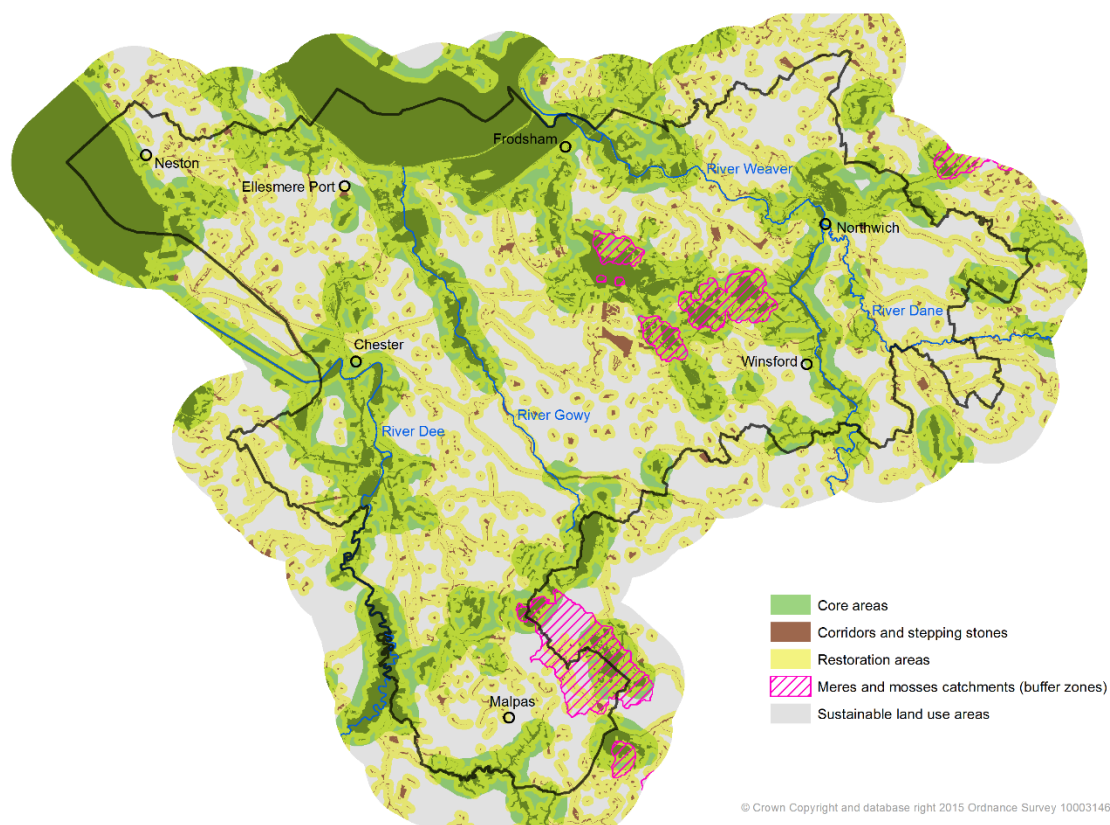 Neston
Ellesmere Port
Frodsham
River Weaver
Northwich
River Dane
Chester
Winsford
River Gowy
River Dee
Malpas
Core areas
Corridors and stepping stones
Restoration areas
Meres and mosses catchments (buffer zones)
Sustainable land use areas
© Crown Copyright and database right 2015 Ordnance Survey 10003146